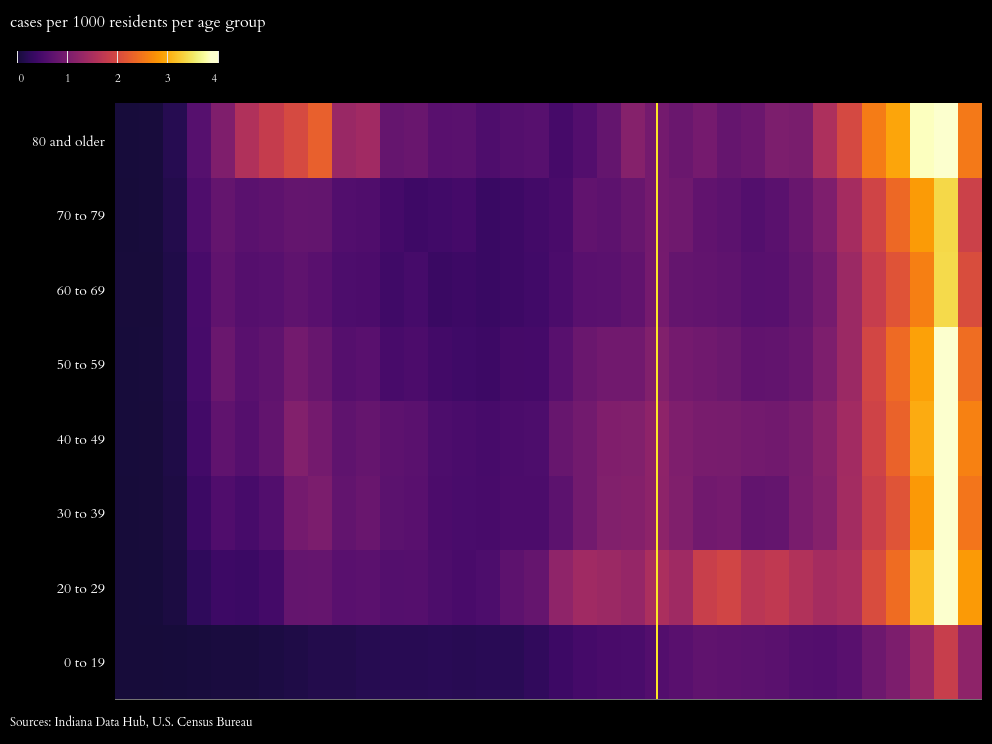 cases per 1000 residents per age group
0 1 2 3 4
80 and older
70 to 79
60 to 69
50 to 59
40 to 49
30 to 39
20 to 29
0 to 19
Sources: Indiana Data Hub, U.S. Census Bureau